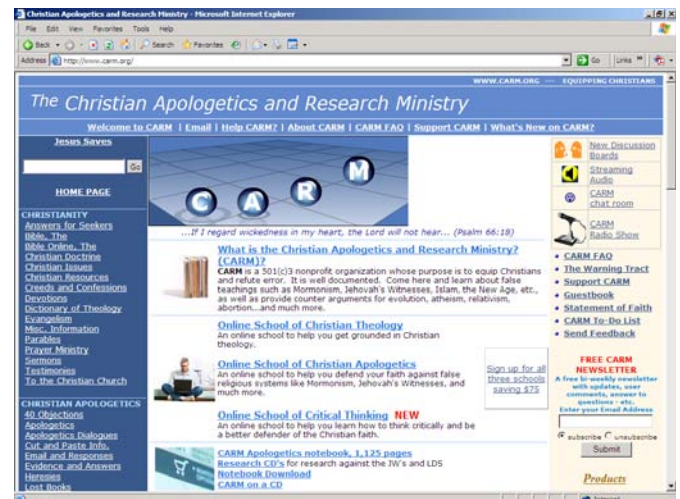 Christian Apologetics and Research Ministry - Microsoft Internet Explorer
File Edit View Favorites Tools Help
Back Search Favorites
Address http://www.carm.org/ Go Links
WWW.CARM.ORG — EQUIPPING CHRISTIANS
The Christian Apologetics and Research Ministry
Welcome to CARM | Email | Help CARM? | About CARM | CARM FAQ | Support CARM | What's New on CARM?
Jesus Saves
Go
HOME PAGE
CHRISTIANITY
Answers for Seekers
Bible, The
Bible Online, The
Christian Doctrine
Christian Issues
Christian Resources
Creeds and Confessions
Devotions
Dictionary of Theology
Evangelism
Misc. Information
Parables
Prayer Ministry
Sermons
Testimonies
To the Christian Church
CHRISTIAN APOLOGETICS
40 Objections
Apologetics
Apologetics Dialogues
Cut and Paste Info.
Email and Responses
Evidence and Answers
Heresies
Lost Books
C A R M
...If I regard wickedness in my heart, the Lord will not hear... (Psalm 66:18)
What is the Christian Apologetics and Research Ministry?
(CARM)?
CARM is a 501(c)3 nonprofit organization whose purpose is to equip Christians
and refute error. It is well documented. Come here and learn about false
teachings such as Mormonism, Jehovah's Witnesses, Islam, the New Age, etc.,
as well as provide counter arguments for evolution, atheism, relativism,
abortion...and much more.
Online School of Christian Theology
An online school to help you get grounded in Christian
theology.
Online School of Christian Apologetics
An online school to help you defend your faith against false
religious systems like Mormonism, Jehovah's Witnesses, and
much more.
Online School of Critical Thinking NEW
An online school to help you learn how to think critically and be
a better defender of the Christian faith.
Sign up for all
three schools
saving $75
CARM Apologetics notebook, 1,125 pages
Research CD's for research against the JW's and LDS
Notebook Download
CARM on a CD
New Discussion
Boards
Streaming
Audio
CARM
chat room
CARM
Radio Show
• CARM FAQ
• The Warning Tract
• Support CARM
• Guestbook
• Statement of Faith
• CARM To-Do List
• Send Feedback
FREE CARM
NEWSLETTER
A free bi-weekly newsletter
with updates, user
comments, answer to
questions - etc.
Enter your Email Address
subscribe unsubscribe
Submit
Products
Internet